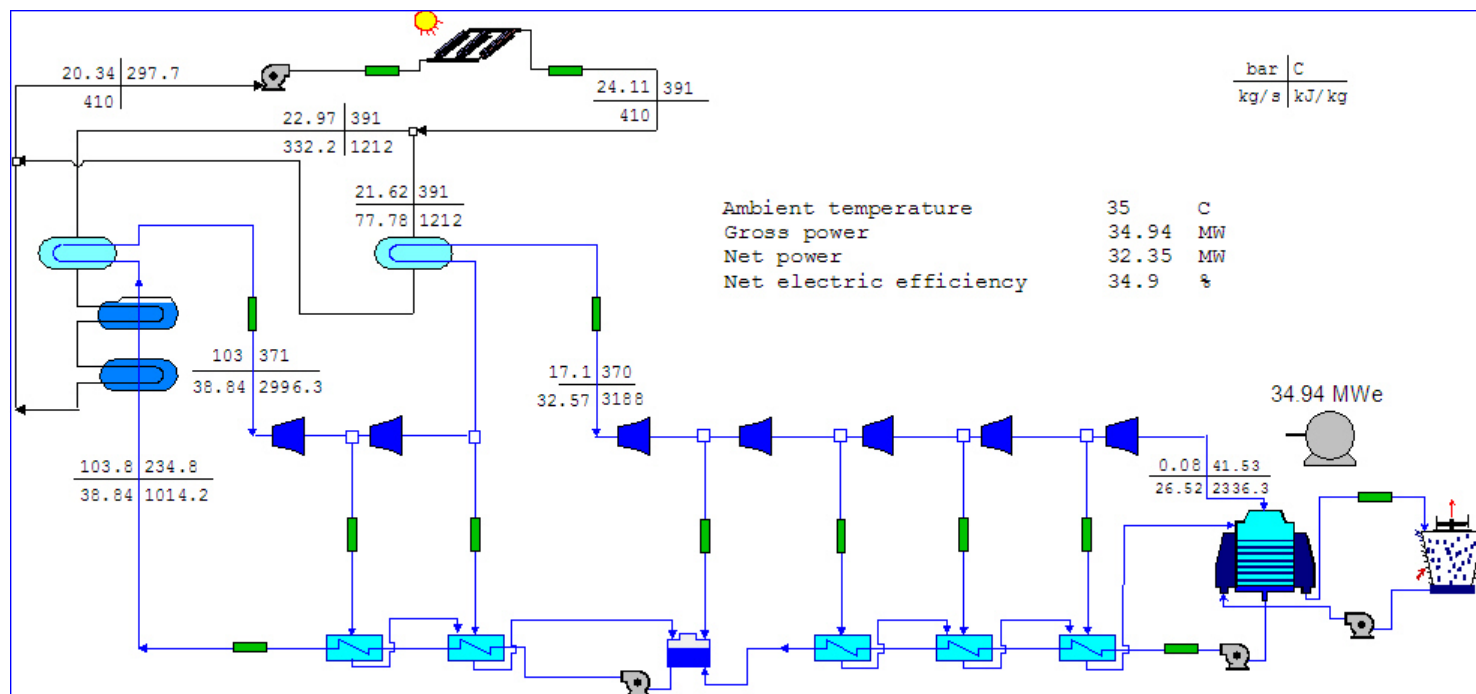 20.34 297.7
410
24.11 391
410
bar C
kg/s kJ/kg
22.97 391
332.2 1212
21.62 391
77.78 1212
Ambient temperature 35 C
Gross power 34.94 MW
Net power 32.35 MW
Net electric efficiency 34.9 %
103 371
38.84 2996.3
17.1 370
32.57 3188
34.94 MWe
103.8 234.8
38.84 1014.2
0.08 41.53
26.52 2336.3